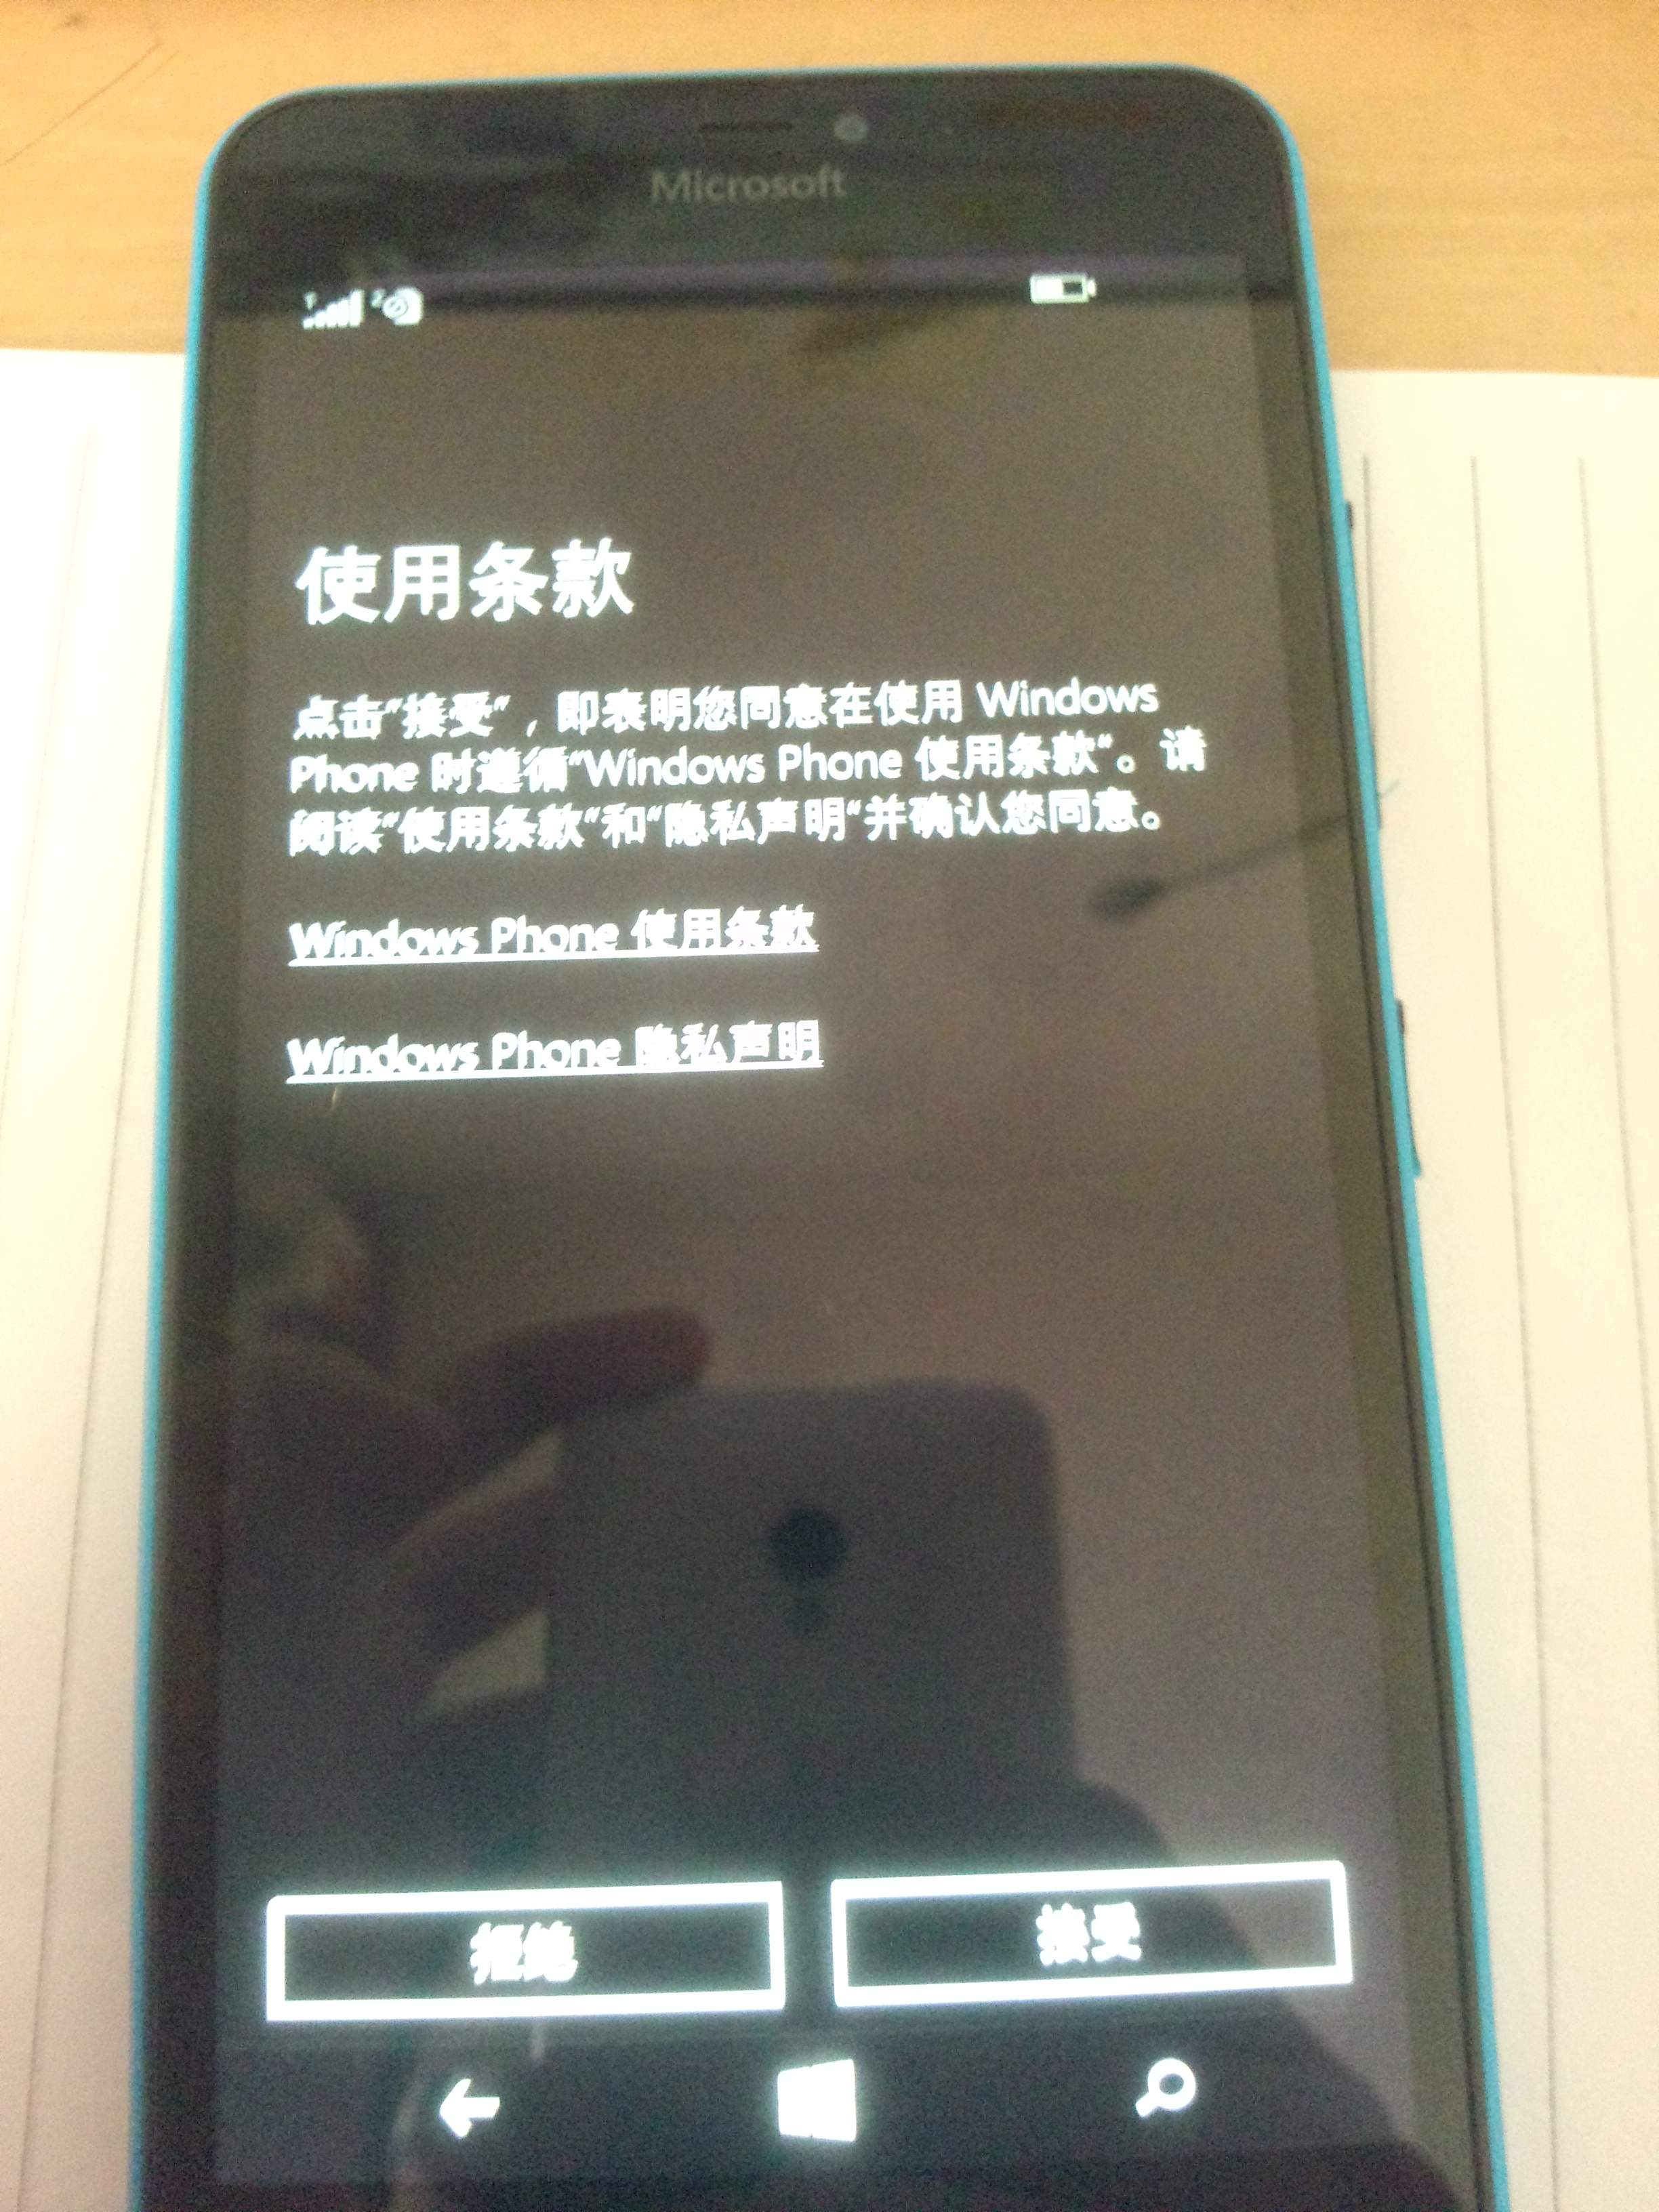 Microsoft
使用条款
点击“接受”，即表明您同意在使用 Windows
Phone 时遵循“Windows Phone 使用条款”。请
阅读“使用条款”和“隐私声明”并确认您同意。
Windows Phone 使用条款
Windows Phone 隐私声明
拒绝
接受